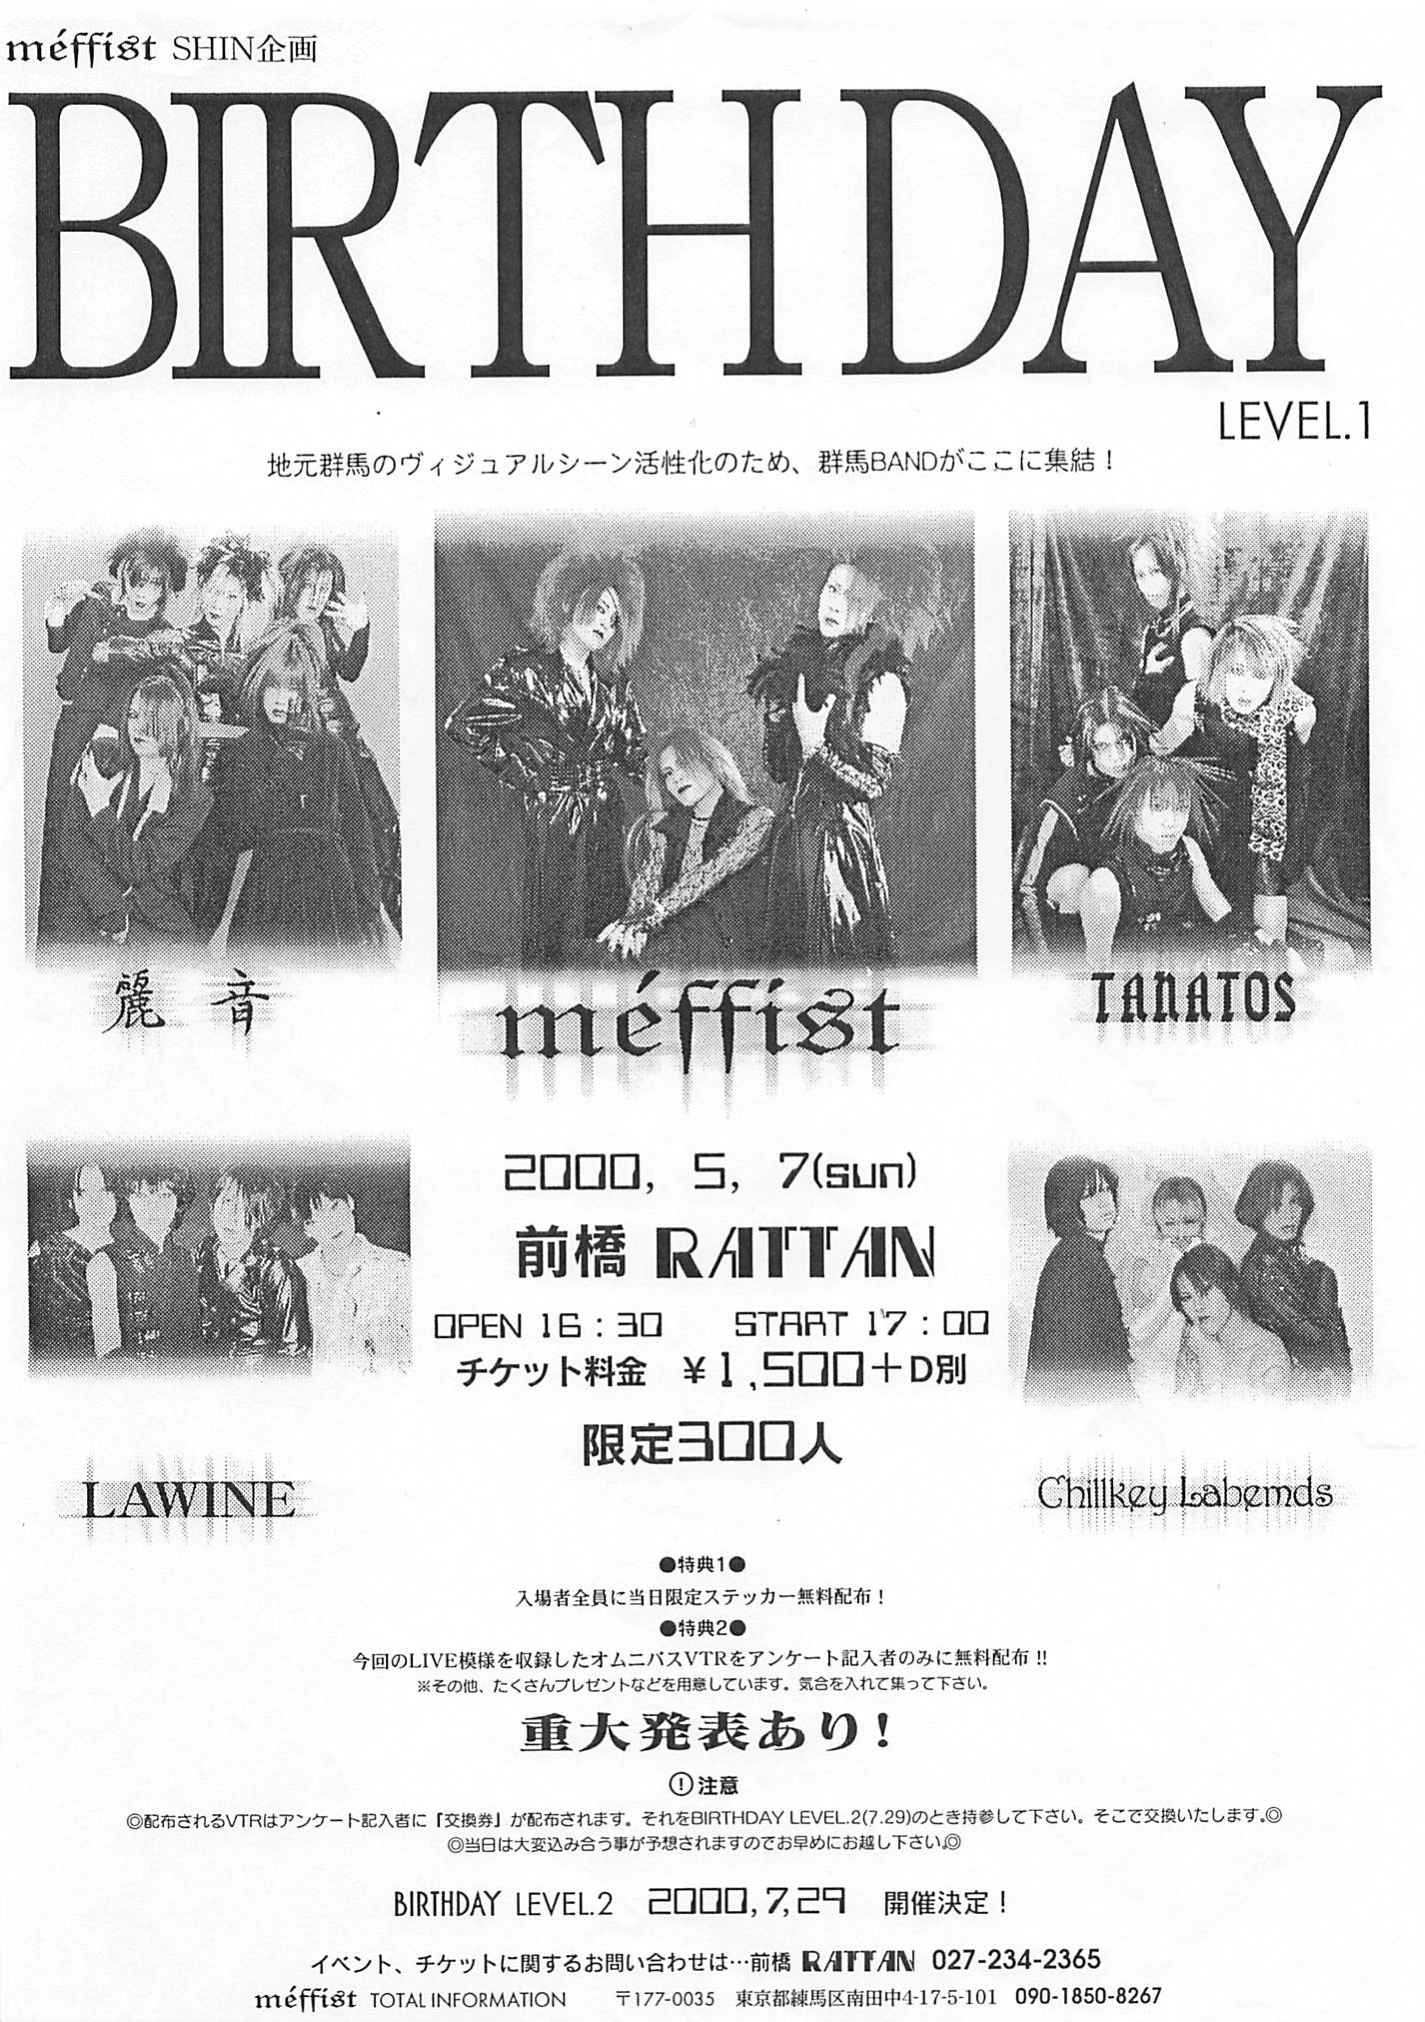 méffist SHIN企画
BIRTHDAY
LEVEL.1
地元群馬のヴィジュアルシーン活性化のため、群馬BANDがここに集結！
麗音
méffist
TANATOS
2000, 5, 7(sun)
前橋 RATTAN
OPEN 16：30 START 17：00
チケット料金 ￥1,500＋D別
限定300人
LAWINE
Chillkey Labemds
●特典1●
入場者全員に当日限定ステッカー無料配布！
●特典2●
今回のLIVE模様を収録したオムニバスVTRをアンケート記入者のみに無料配布!!
※その他、たくさんプレゼントなどを用意しています。気合を入れて集って下さい。
重大発表あり！
！注意
◎配布されるVTRはアンケート記入者に「交換券」が配布されます。それをBIRTHDAY LEVEL.2(7.29)のとき持参して下さい。そこで交換いたします。◎
◎当日は大変込み合う事が予想されますのでお早めにお越し下さい。◎
BIRTHDAY LEVEL.2 2000,7,29 開催決定！
イベント、チケットに関するお問い合わせは…前橋 RATTAN 027-234-2365
méffist TOTAL INFORMATION 〒177-0035 東京都練馬区南田中4-17-5-101 090-1850-8267